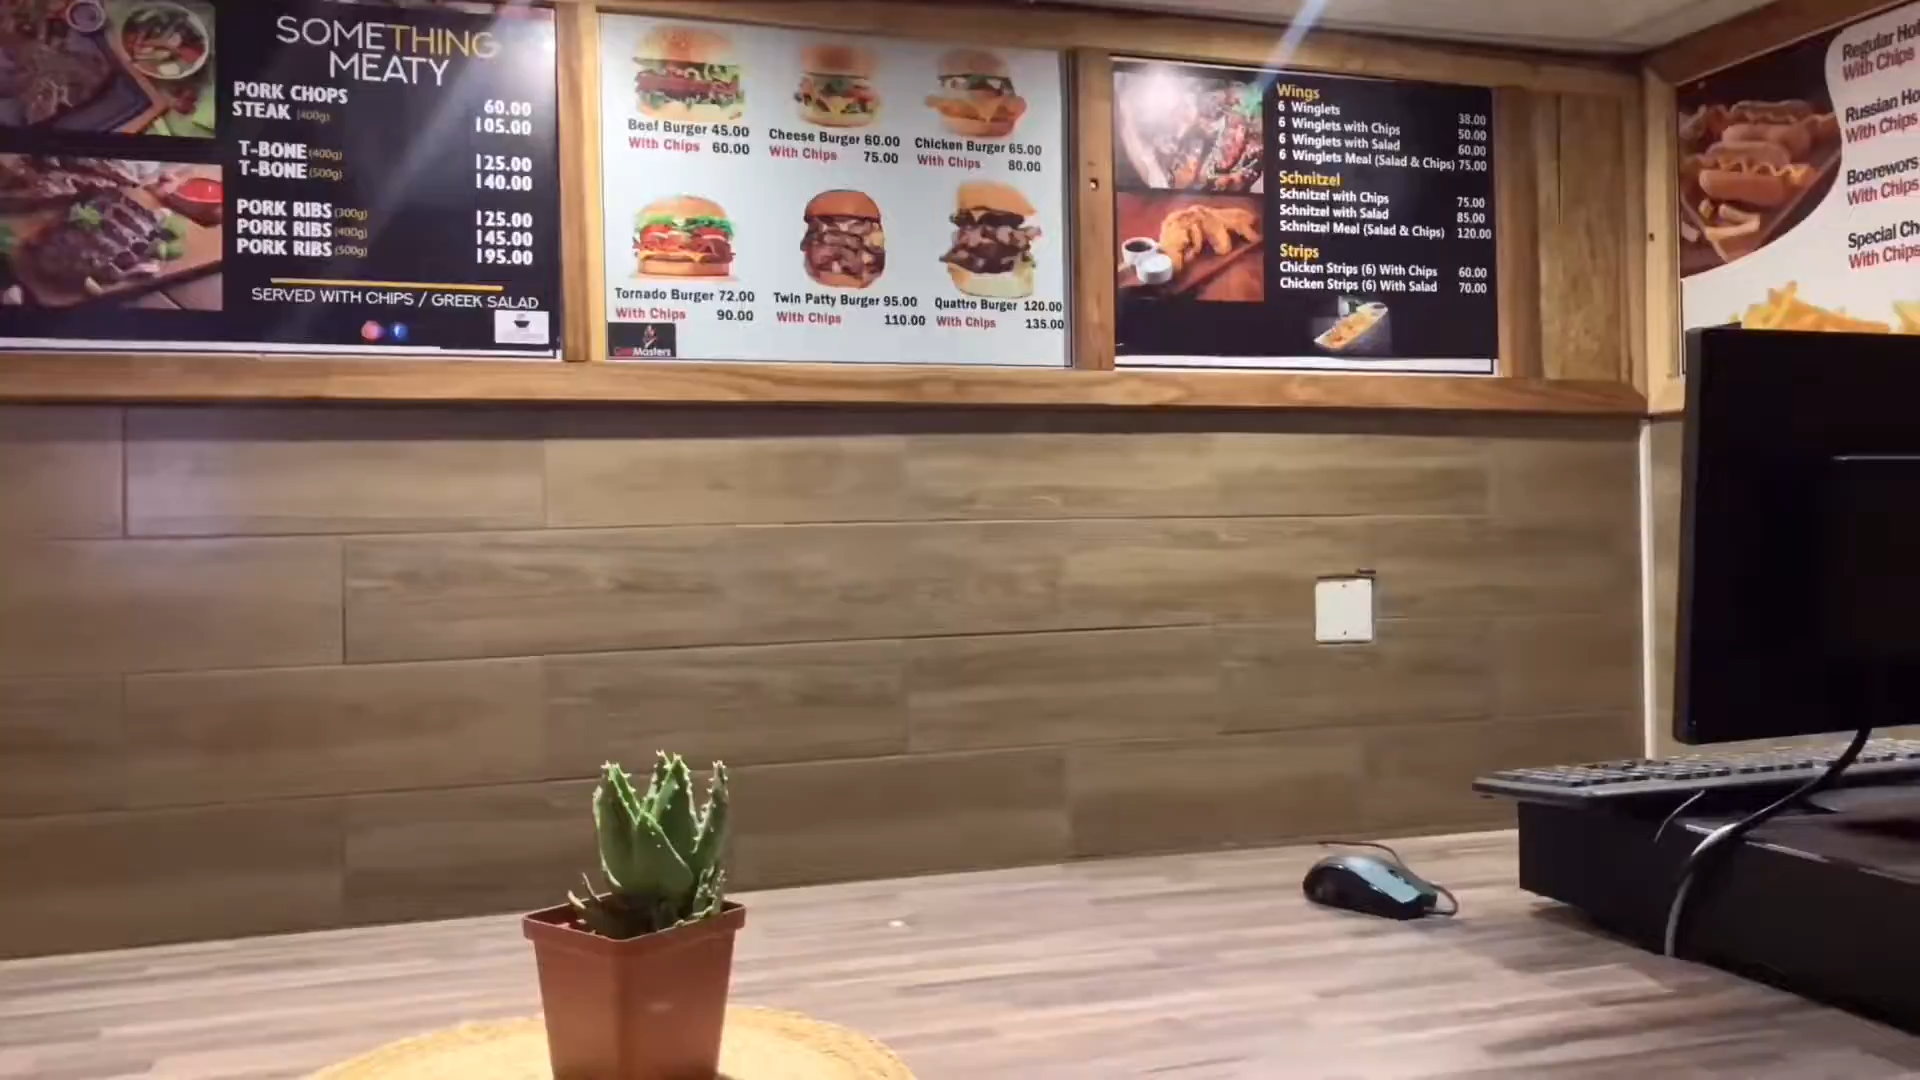 SOMETHING
MEATY
PORK CHOPS 60.00
STEAK (400g) 105.00
T-BONE (400g) 125.00
T-BONE (500g) 140.00
PORK RIBS (300g) 125.00
PORK RIBS (400g) 145.00
PORK RIBS (500g) 195.00
SERVED WITH CHIPS / GREEK SALAD
Beef Burger 45.00
With Chips 60.00
Cheese Burger 60.00
With Chips 75.00
Chicken Burger 65.00
With Chips 80.00
Tornado Burger 72.00
With Chips 90.00
Twin Patty Burger 95.00
With Chips 110.00
Quattro Burger 120.00
With Chips 135.00
Masters
Wings
6 Winglets 38.00
6 Winglets with Chips 50.00
6 Winglets with Salad 60.00
6 Winglets Meal (Salad & Chips) 75.00
Schnitzel
Schnitzel with Chips 75.00
Schnitzel with Salad 85.00
Schnitzel Meal (Salad & Chips) 120.00
Strips
Chicken Strips (6) With Chips 60.00
Chicken Strips (6) With Salad 70.00
Regular
With Chips
Russian
With Chips
Boerewors
With Chips
Special
With Chips